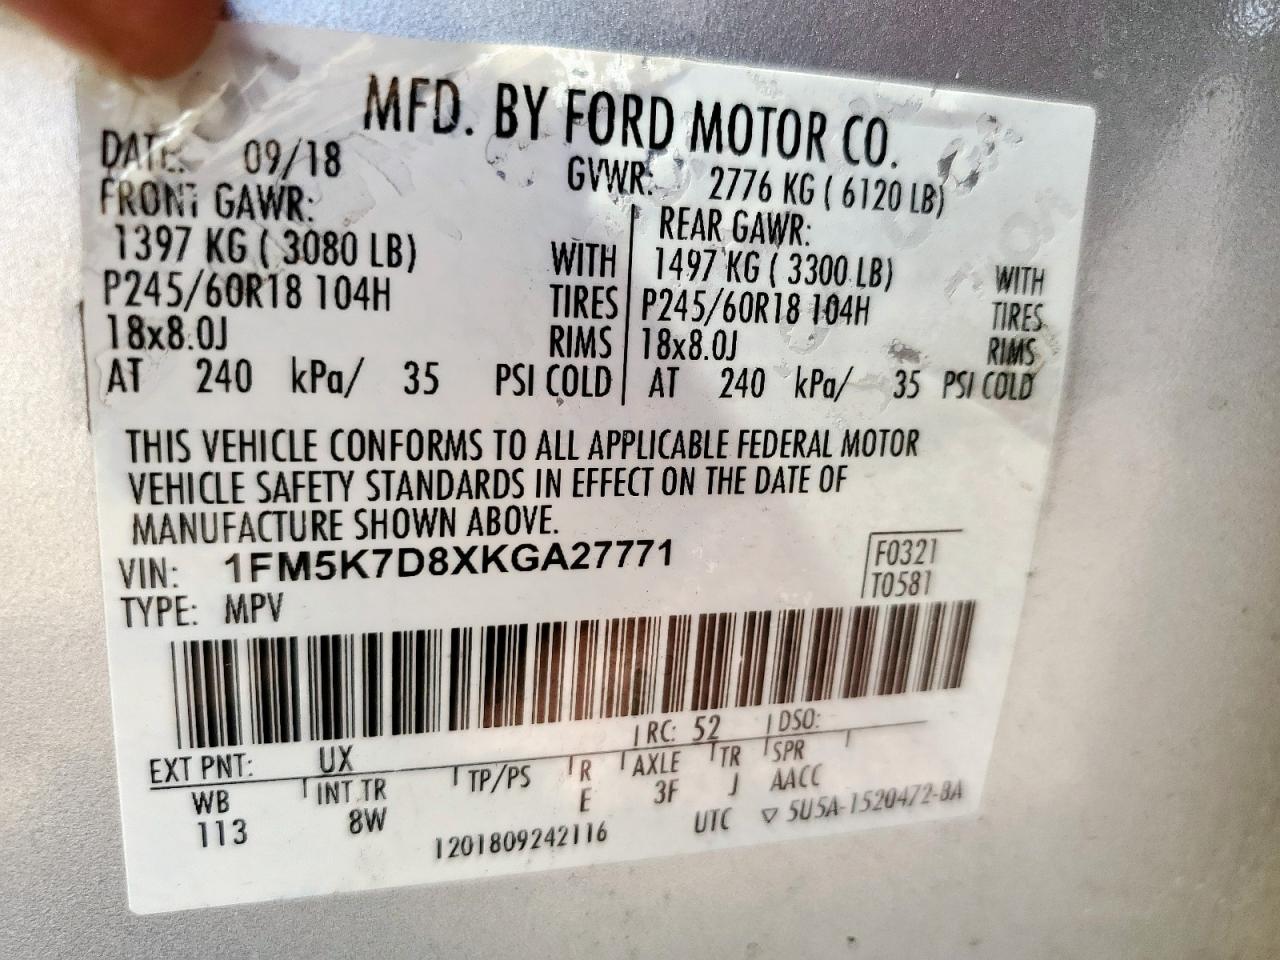 MFD. BY FORD MOTOR CO.
DATE: 09/18 GVWR: 2776 KG ( 6120 LB)
FRONT GAWR: REAR GAWR:
1397 KG ( 3080 LB) WITH 1497 KG ( 3300 LB) WITH
P245/60R18 104H TIRES P245/60R18 104H TIRES
18x8.0J RIMS 18x8.0J RIMS
AT 240 kPa/ 35 PSI COLD AT 240 kPa/ 35 PSI COLD
THIS VEHICLE CONFORMS TO ALL APPLICABLE FEDERAL MOTOR
VEHICLE SAFETY STANDARDS IN EFFECT ON THE DATE OF
MANUFACTURE SHOWN ABOVE.
VIN: 1FM5K7D8XKGA27771 F0321
TYPE: MPV T0581
EXT PNT: UX RC: 52 DSO:
WB INT TR TP/PS R AXLE TR SPR
113 8W E 3F J AACC
1201809242116 UTC ▽ 5U5A-1520472-BA